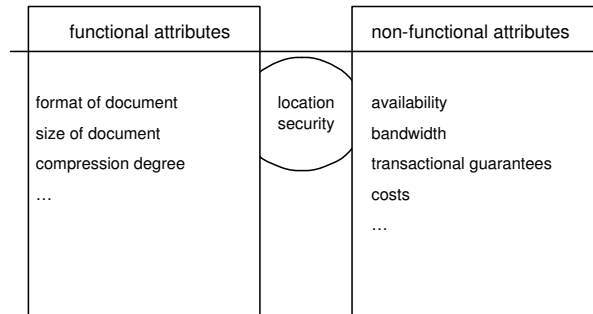 functional attributes
non-functional attributes
format of document
size of document
compression degree
…
location
security
availability
bandwidth
transactional guarantees
costs
…